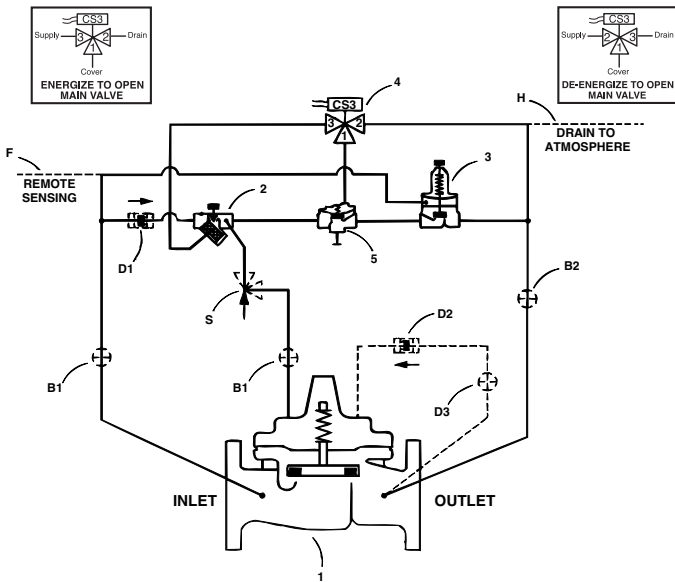 CS3
Supply
3
2
Drain
1
Cover
ENERGIZE TO OPEN
MAIN VALVE
CS3
Supply
2
3
Drain
1
Cover
DE-ENERGIZE TO OPEN
MAIN VALVE
4
CS3
3
2
1
H
DRAIN TO
ATMOSPHERE
F
REMOTE
SENSING
3
2
D1
5
B2
S
D2
B1
B1
D3
INLET
OUTLET
1